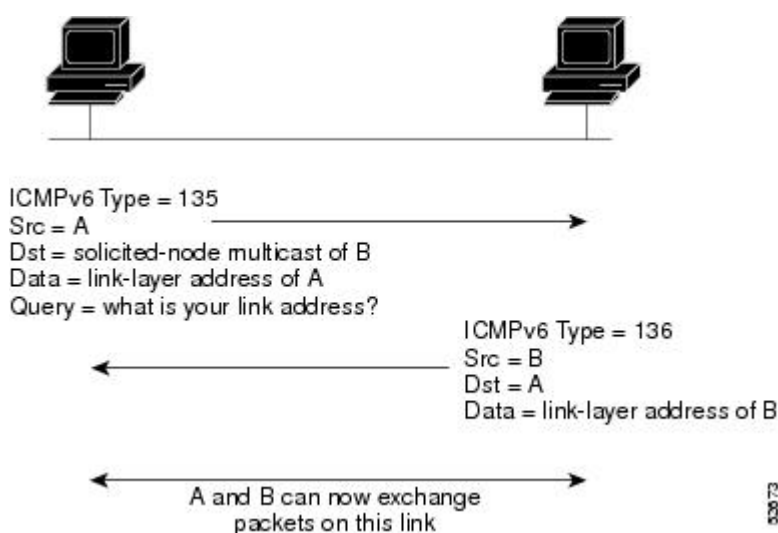 ICMPv6 Type = 135
Src = A
Dst = solicited-node multicast of B
Data = link-layer address of A
Query = what is your link address?
ICMPv6 Type = 136
Src = B
Dst = A
Data = link-layer address of B
A and B can now exchange
packets on this link